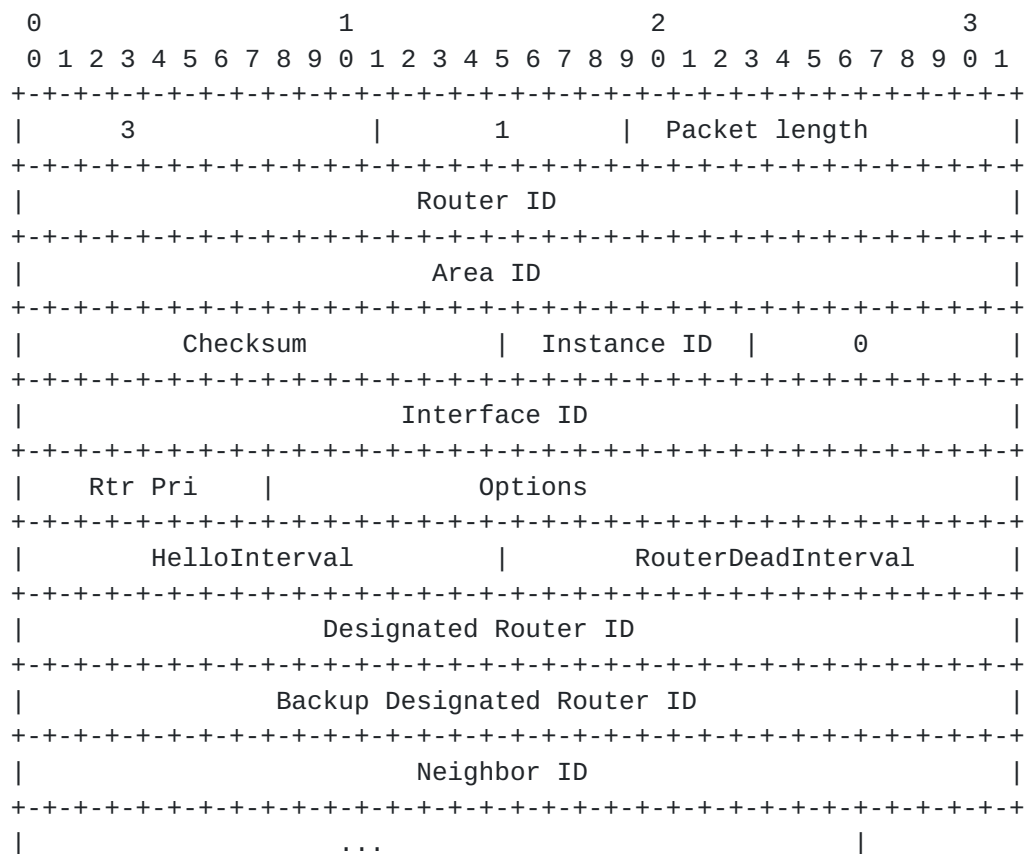 0                   1                   2                   3
 0 1 2 3 4 5 6 7 8 9 0 1 2 3 4 5 6 7 8 9 0 1 2 3 4 5 6 7 8 9 0 1
+-+-+-+-+-+-+-+-+-+-+-+-+-+-+-+-+-+-+-+-+-+-+-+-+-+-+-+-+-+-+-+-+
|      3               |       1       |  Packet length         |
+-+-+-+-+-+-+-+-+-+-+-+-+-+-+-+-+-+-+-+-+-+-+-+-+-+-+-+-+-+-+-+-+
|                         Router ID                             |
+-+-+-+-+-+-+-+-+-+-+-+-+-+-+-+-+-+-+-+-+-+-+-+-+-+-+-+-+-+-+-+-+
|                          Area ID                              |
+-+-+-+-+-+-+-+-+-+-+-+-+-+-+-+-+-+-+-+-+-+-+-+-+-+-+-+-+-+-+-+-+
|          Checksum            |  Instance ID  |      0         |
+-+-+-+-+-+-+-+-+-+-+-+-+-+-+-+-+-+-+-+-+-+-+-+-+-+-+-+-+-+-+-+-+
|                        Interface ID                           |
+-+-+-+-+-+-+-+-+-+-+-+-+-+-+-+-+-+-+-+-+-+-+-+-+-+-+-+-+-+-+-+-+
|    Rtr Pri    |             Options                           |
+-+-+-+-+-+-+-+-+-+-+-+-+-+-+-+-+-+-+-+-+-+-+-+-+-+-+-+-+-+-+-+-+
|        HelloInterval         |        RouterDeadInterval      |
+-+-+-+-+-+-+-+-+-+-+-+-+-+-+-+-+-+-+-+-+-+-+-+-+-+-+-+-+-+-+-+-+
|                   Designated Router ID                        |
+-+-+-+-+-+-+-+-+-+-+-+-+-+-+-+-+-+-+-+-+-+-+-+-+-+-+-+-+-+-+-+-+
|                Backup Designated Router ID                    |
+-+-+-+-+-+-+-+-+-+-+-+-+-+-+-+-+-+-+-+-+-+-+-+-+-+-+-+-+-+-+-+-+
|                         Neighbor ID                           |
+-+-+-+-+-+-+-+-+-+-+-+-+-+-+-+-+-+-+-+-+-+-+-+-+-+-+-+-+-+-+-+-+
|                    ...                              |